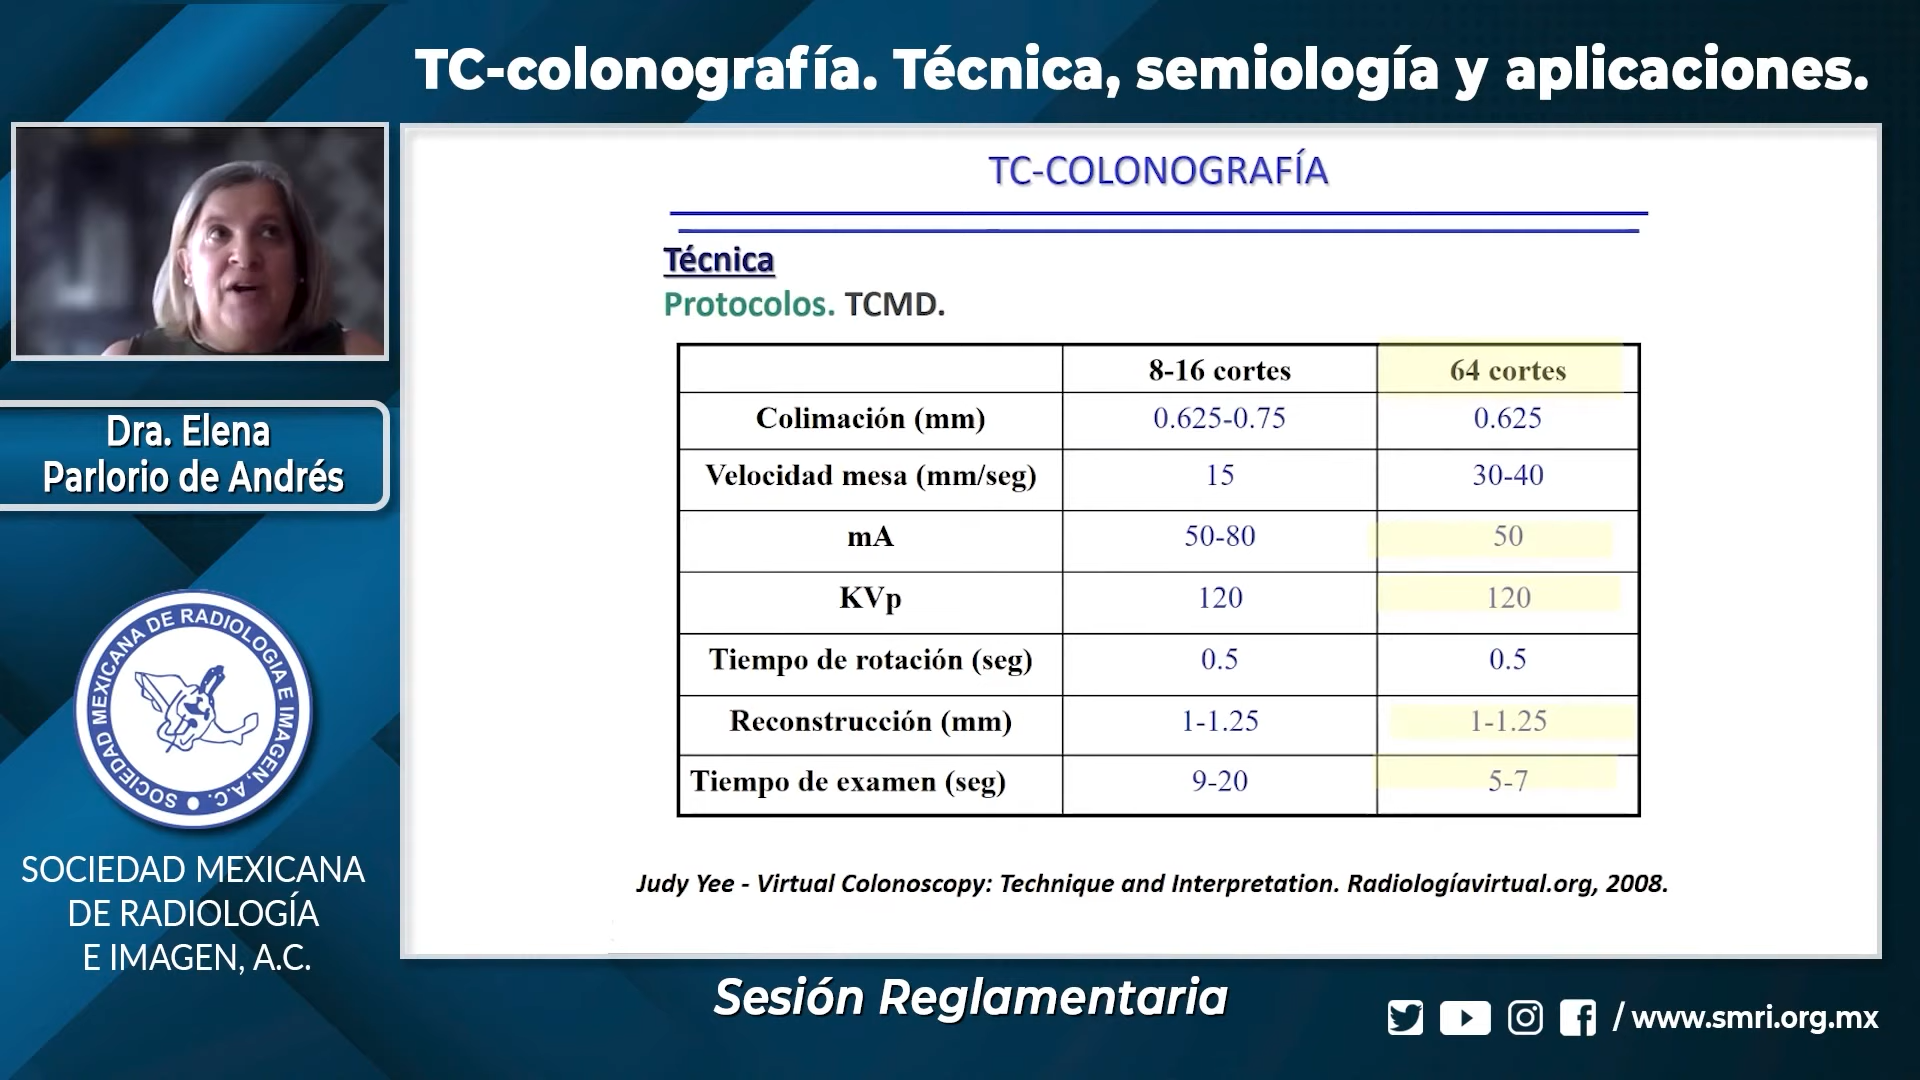 TC-colonografía. Técnica, semiología y aplicaciones.
TC-COLONOGRAFÍA
Técnica
Protocolos. TCMD.
8-16 cortes 64 cortes
Colimación (mm) 0.625-0.75 0.625
Velocidad mesa (mm/seg) 15 30-40
mA 50-80 50
KVp 120 120
Tiempo de rotación (seg) 0.5 0.5
Reconstrucción (mm) 1-1.25 1-1.25
Tiempo de examen (seg) 9-20 5-7
Judy Yee - Virtual Colonoscopy: Technique and Interpretation. Radiologíavirtual.org, 2008.
Dra. Elena
Parlorio de Andrés
SOCIEDAD MEXICANA DE RADIOLOGIA E IMAGEN, A.C.
SOCIEDAD MEXICANA
DE RADIOLOGÍA
E IMAGEN, A.C.
Sesión Reglamentaria
/ www.smri.org.mx